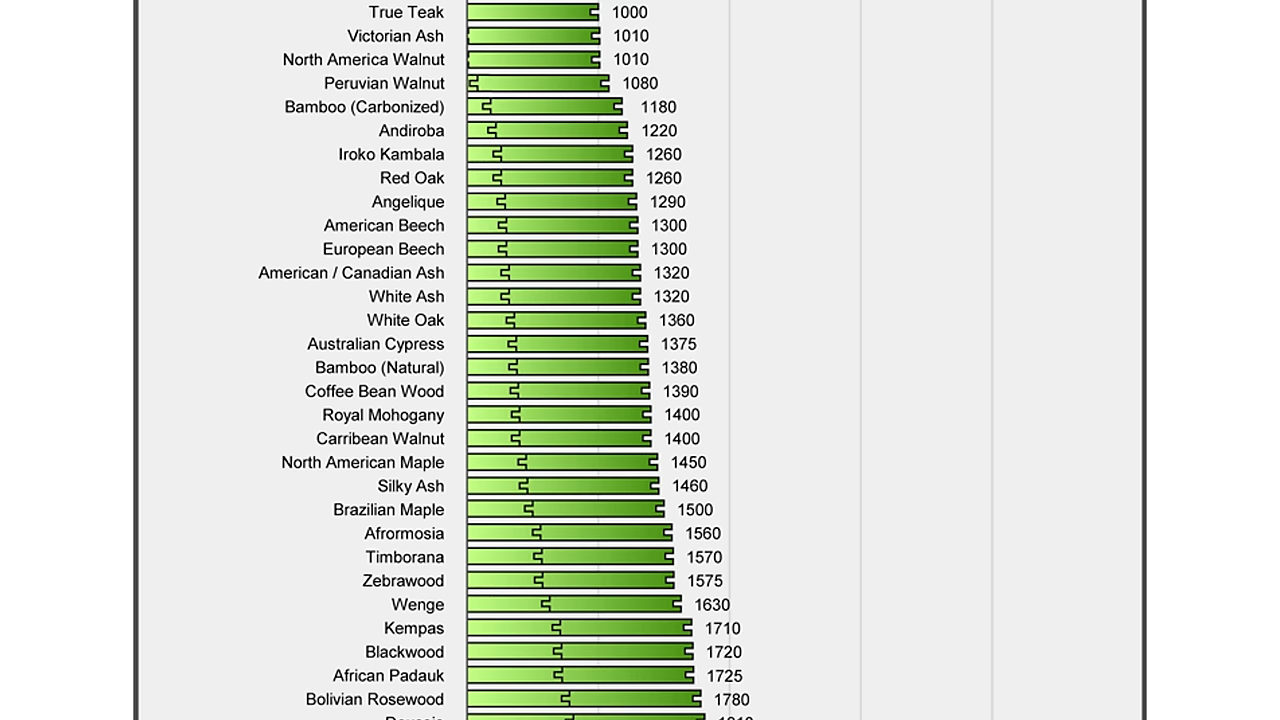 True Teak 1000
Victorian Ash 1010
North America Walnut 1010
Peruvian Walnut 1080
Bamboo (Carbonized) 1180
Andiroba 1220
Iroko Kambala 1260
Red Oak 1260
Angelique 1290
American Beech 1300
European Beech 1300
American / Canadian Ash 1320
White Ash 1320
White Oak 1360
Australian Cypress 1375
Bamboo (Natural) 1380
Coffee Bean Wood 1390
Royal Mohogany 1400
Carribean Walnut 1400
North American Maple 1450
Silky Ash 1460
Brazilian Maple 1500
Afrormosia 1560
Timborana 1570
Zebrawood 1575
Wenge 1630
Kempas 1710
Blackwood 1720
African Padauk 1725
Bolivian Rosewood 1780